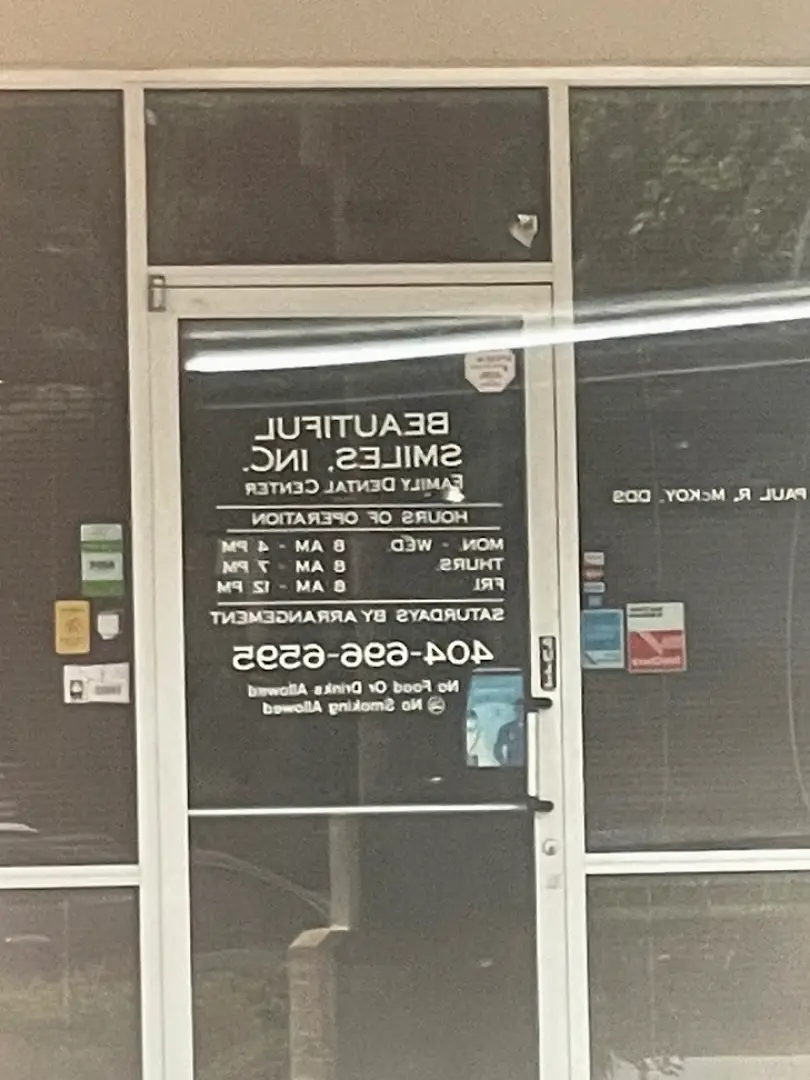 BEAUTIFUL
SMILES, INC.
FAMILY DENTAL CENTER
HOURS OF OPERATION
MON. - WED. 8 AM - 4 PM
THURS. 8 AM - 7 PM
FRI. 8 AM - 12 PM
SATURDAYS BY ARRANGEMENT
404-696-6595
No Food Or Drinks Allowed
No Smoking Allowed
PAUL R. McKOY, DDS